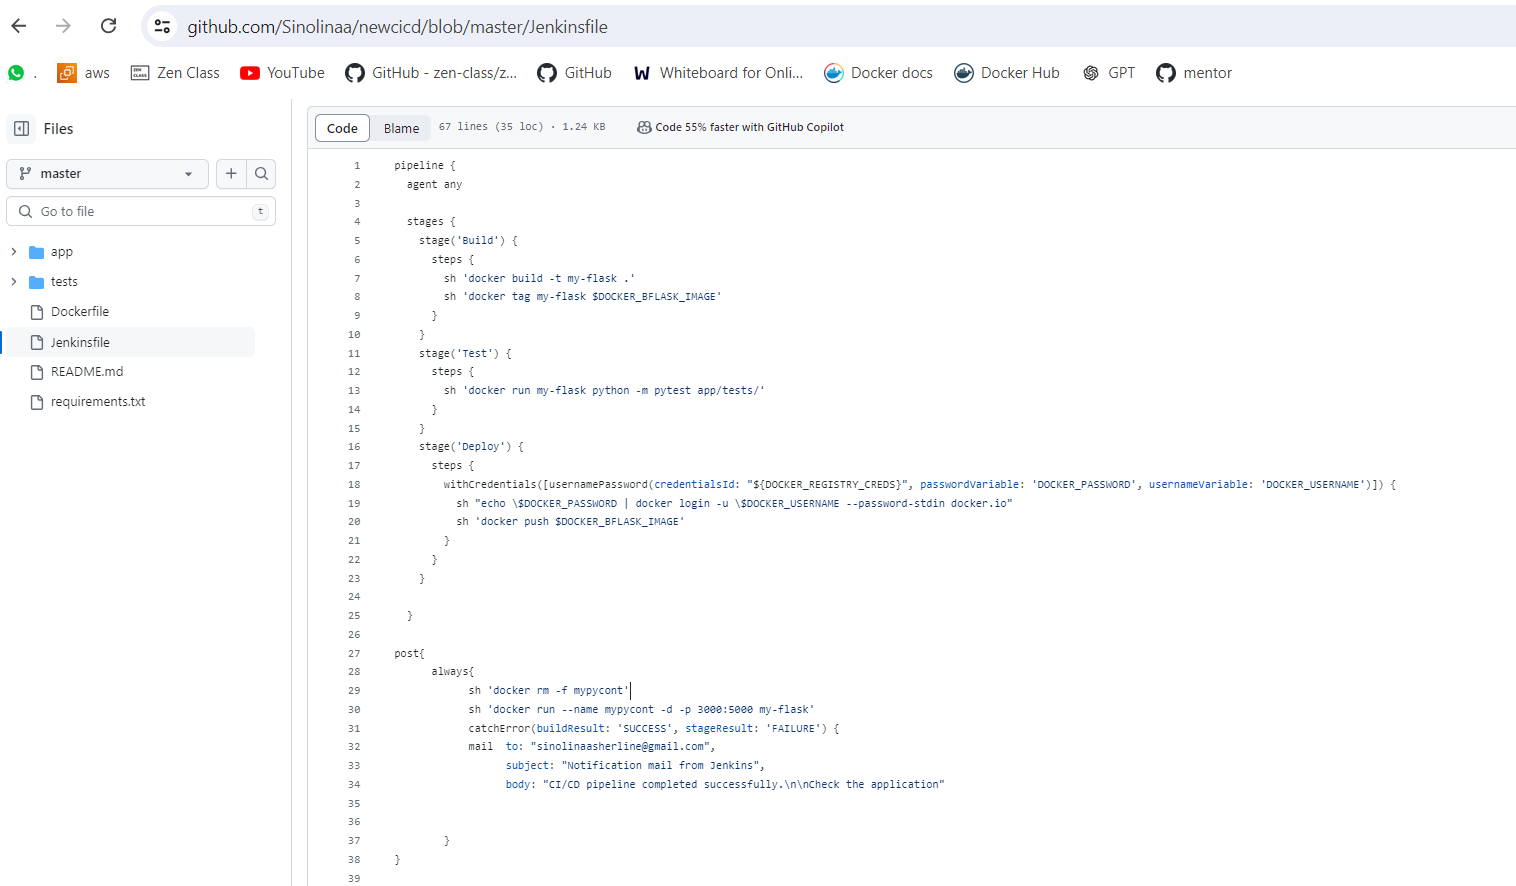 github.com/Sinolinaa/newcicd/blob/master/Jenkinsfile
. aws Zen Class YouTube GitHub - zen-class/z... GitHub Whiteboard for Onli... Docker docs Docker Hub GPT mentor
Files
master
Go to file t
app
tests
Dockerfile
Jenkinsfile
README.md
requirements.txt
Code Blame 67 lines (35 loc) · 1.24 KB Code 55% faster with GitHub Copilot
1 pipeline {
2 agent any
3
4 stages {
5 stage('Build') {
6 steps {
7 sh 'docker build -t my-flask .'
8 sh 'docker tag my-flask $DOCKER_BFLASK_IMAGE'
9 }
10 }
11 stage('Test') {
12 steps {
13 sh 'docker run my-flask python -m pytest app/tests/'
14 }
15 }
16 stage('Deploy') {
17 steps {
18 withCredentials([usernamePassword(credentialsId: "${DOCKER_REGISTRY_CREDS}", passwordVariable: 'DOCKER_PASSWORD', usernameVariable: 'DOCKER_USERNAME')]) {
19 sh "echo \$DOCKER_PASSWORD | docker login -u \$DOCKER_USERNAME --password-stdin docker.io"
20 sh 'docker push $DOCKER_BFLASK_IMAGE'
21 }
22 }
23 }
24
25 }
26
27 post{
28 always{
29 sh 'docker rm -f mypycont'
30 sh 'docker run --name mypycont -d -p 3000:5000 my-flask'
31 catchError(buildResult: 'SUCCESS', stageResult: 'FAILURE') {
32 mail to: "sinolinaasherline@gmail.com",
33 subject: "Notification mail from Jenkins",
34 body: "CI/CD pipeline completed successfully.\n\nCheck the application"
35
36
37 }
38 }
39